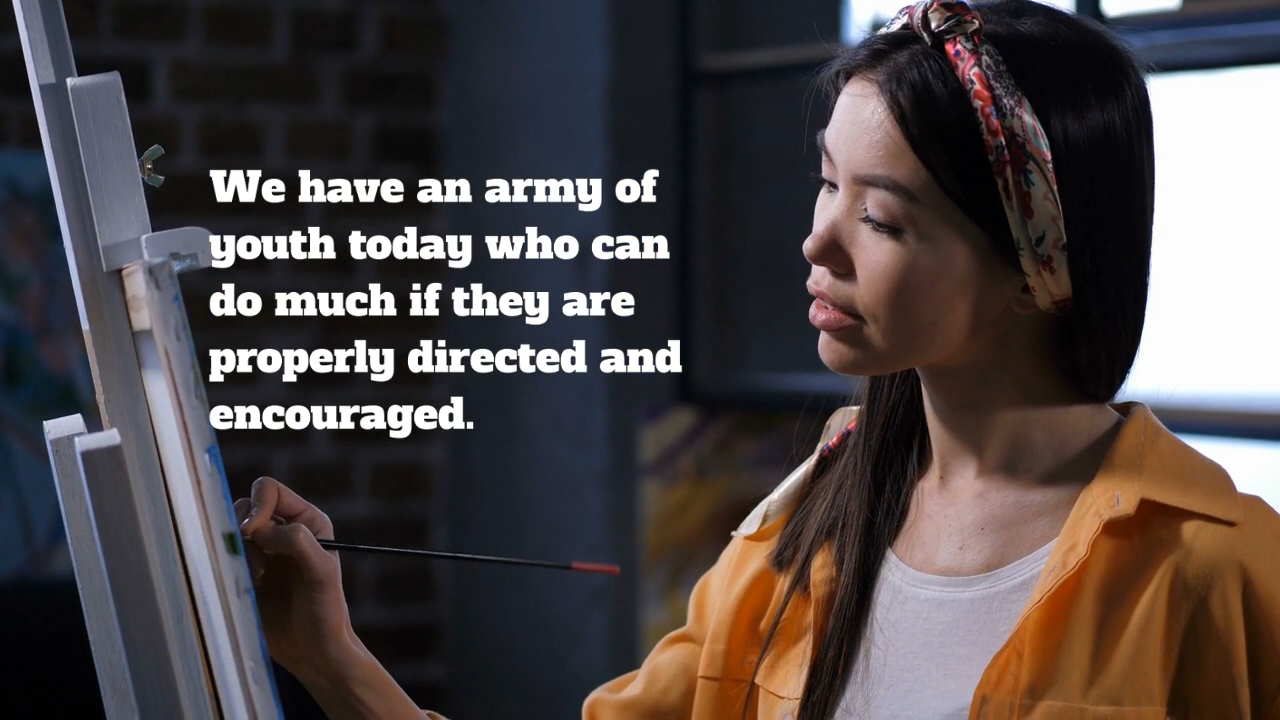 We have an army of
youth today who can
do much if they are
properly directed and
encouraged.